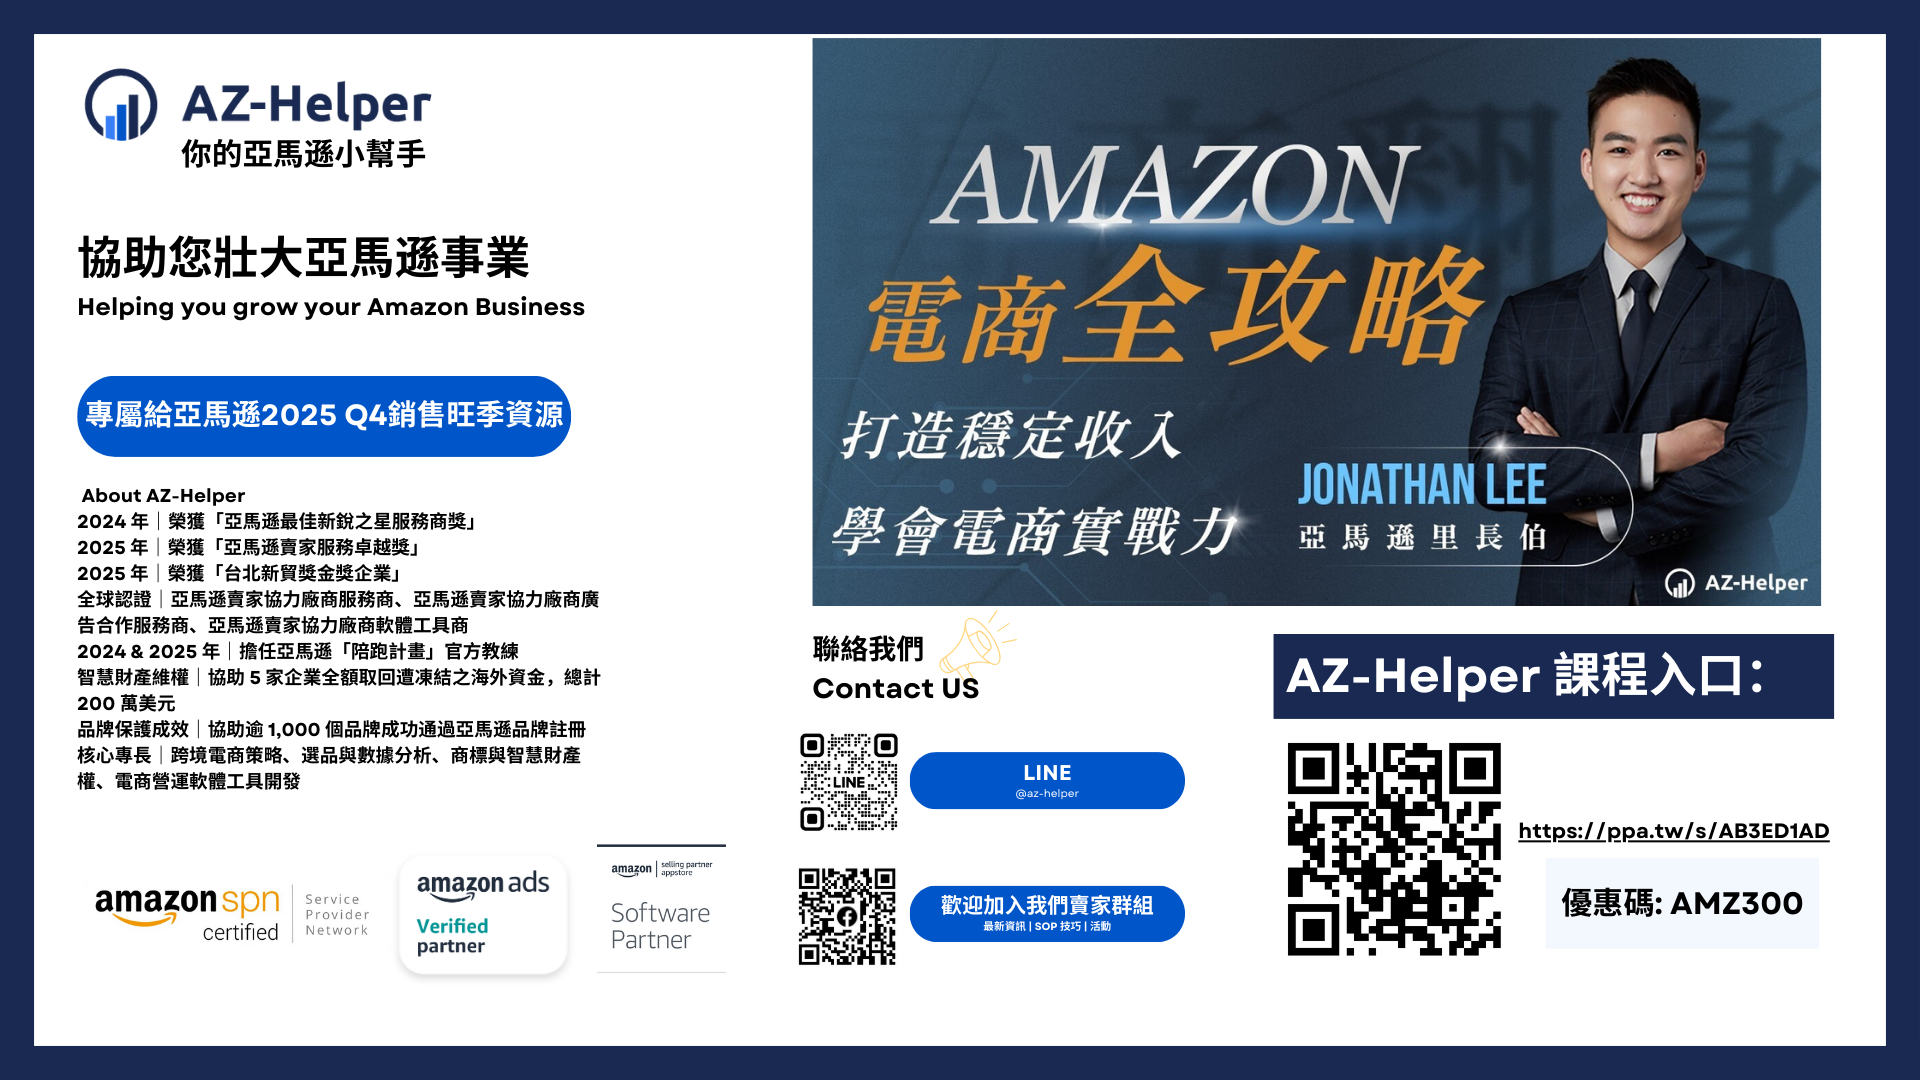 AZ-Helper
你的亞馬遜小幫手
協助您壯大亞馬遜事業
Helping you grow your Amazon Business
專屬給亞馬遜2025 Q4銷售旺季資源
About AZ-Helper
2024 年｜榮獲「亞馬遜最佳新銳之星服務商獎」
2025 年｜榮獲「亞馬遜賣家服務卓越獎」
2025 年｜榮獲「台北新貿獎金獎企業」
全球認證｜亞馬遜賣家協力廠商服務商、亞馬遜賣家協力廠商廣
告合作服務商、亞馬遜賣家協力廠商軟體工具商
2024 & 2025 年｜擔任亞馬遜「陪跑計畫」官方教練
智慧財產維權｜協助 5 家企業全額取回遭凍結之海外資金，總計
200 萬美元
品牌保護成效｜協助逾 1,000 個品牌成功通過亞馬遜品牌註冊
核心專長｜跨境電商策略、選品與數據分析、商標與智慧財產
權、電商營運軟體工具開發
amazon spn
certified
Service
Provider
Network
amazon ads
Verified
partner
amazon
selling partner
appstore
Software
Partner
AMAZON
電商全攻略
打造穩定收入
學會電商實戰力
JONATHAN LEE
亞馬遜里長伯
AZ-Helper
聯絡我們
Contact US
LINE
LINE
@az-helper
歡迎加入我們賣家群組
最新資訊 | SOP 技巧 | 活動
AZ-Helper 課程入口：
https://ppa.tw/s/AB3ED1AD
優惠碼: AMZ300